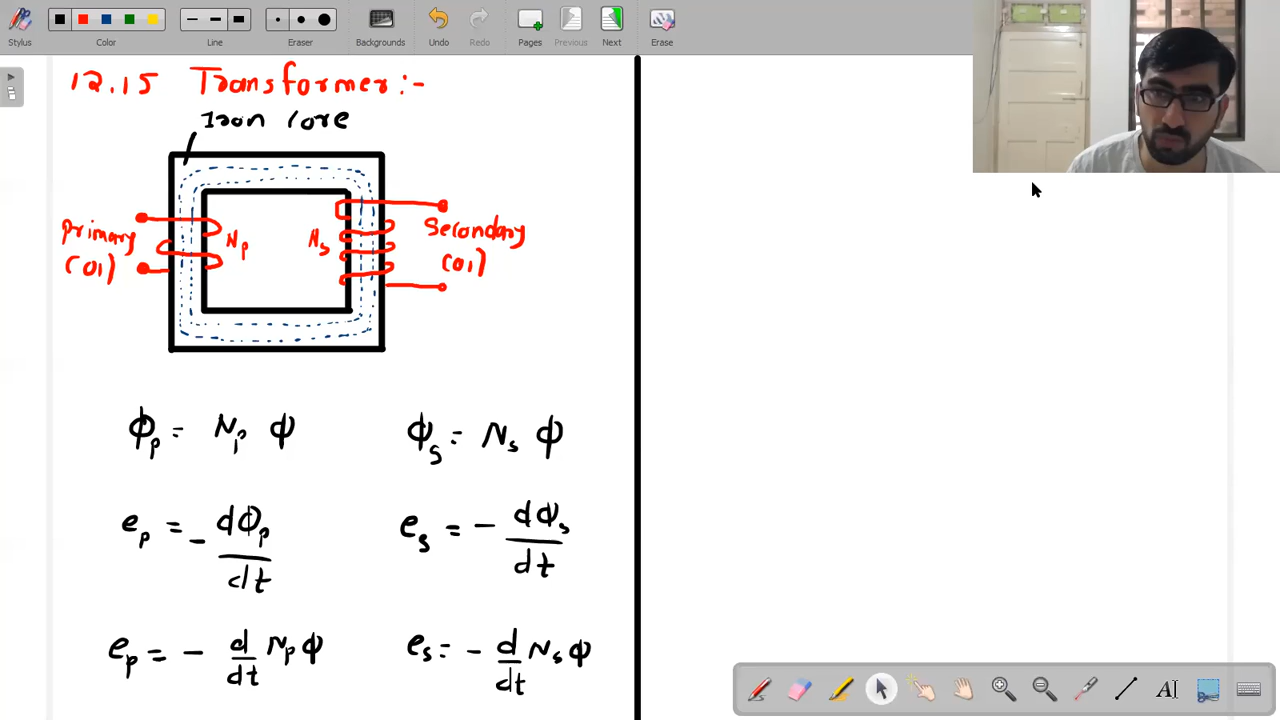 Stylus
Color
Line
Eraser
Backgrounds
Undo
Redo
Pages
Previous
Next
Erase
12.15 Transformer:-
Iron Core
Primary
Coil
Np
Ns
Secondary
Coil
ϕp = Np ϕ
ϕs = Ns ϕ
ep = - dϕp/dt
es = - dϕs/dt
ep = - d/dt Npϕ
es = - d/dt Nsϕ
AI